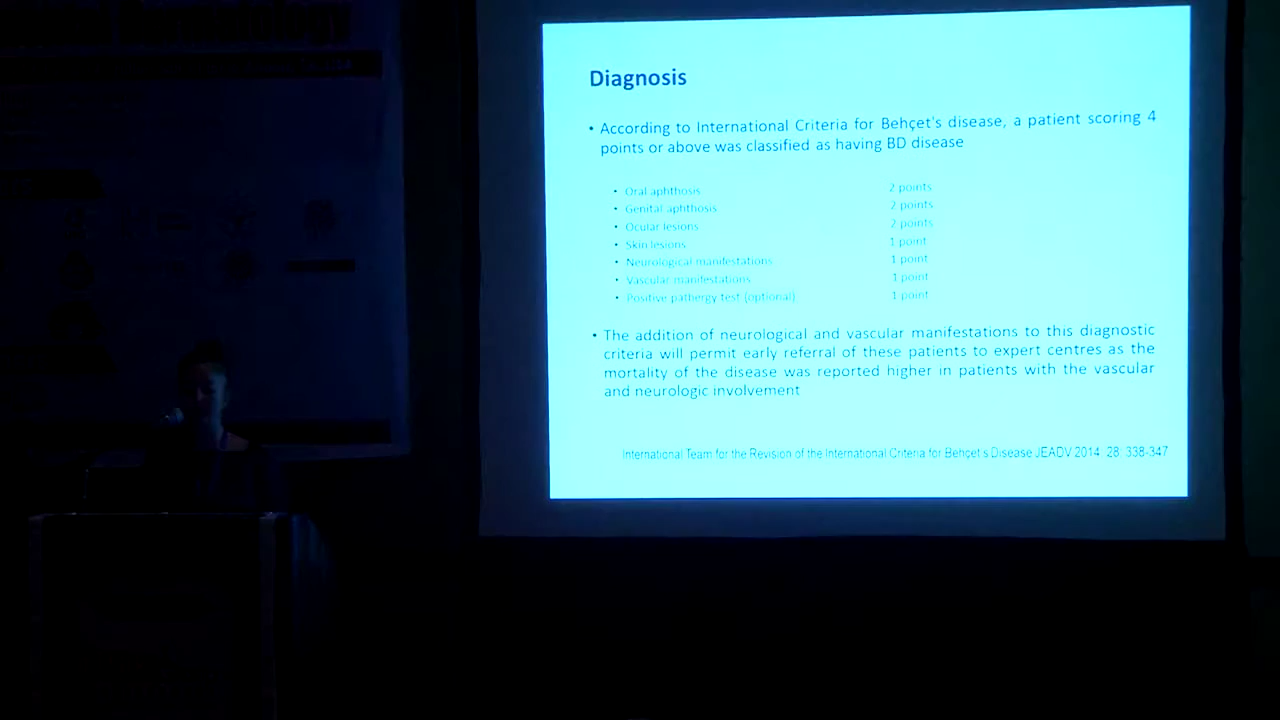 Dermatology
Diagnosis
• According to International Criteria for Behçet's disease, a patient scoring 4
points or above was classified as having BD disease
• Oral aphthosis 2 points
• Genital aphthosis 2 points
• Ocular lesions 2 points
• Skin lesions 1 point
• Neurological manifestations 1 point
• Vascular manifestations 1 point
• Positive pathergy test (optional) 1 point
• The addition of neurological and vascular manifestations to this diagnostic
criteria will permit early referral of these patients to expert centres as the
mortality of the disease was reported higher in patients with the vascular
and neurologic involvement
International Team for the Revision of the International Criteria for Behçet's Disease JEADV 2014: 28: 338-347